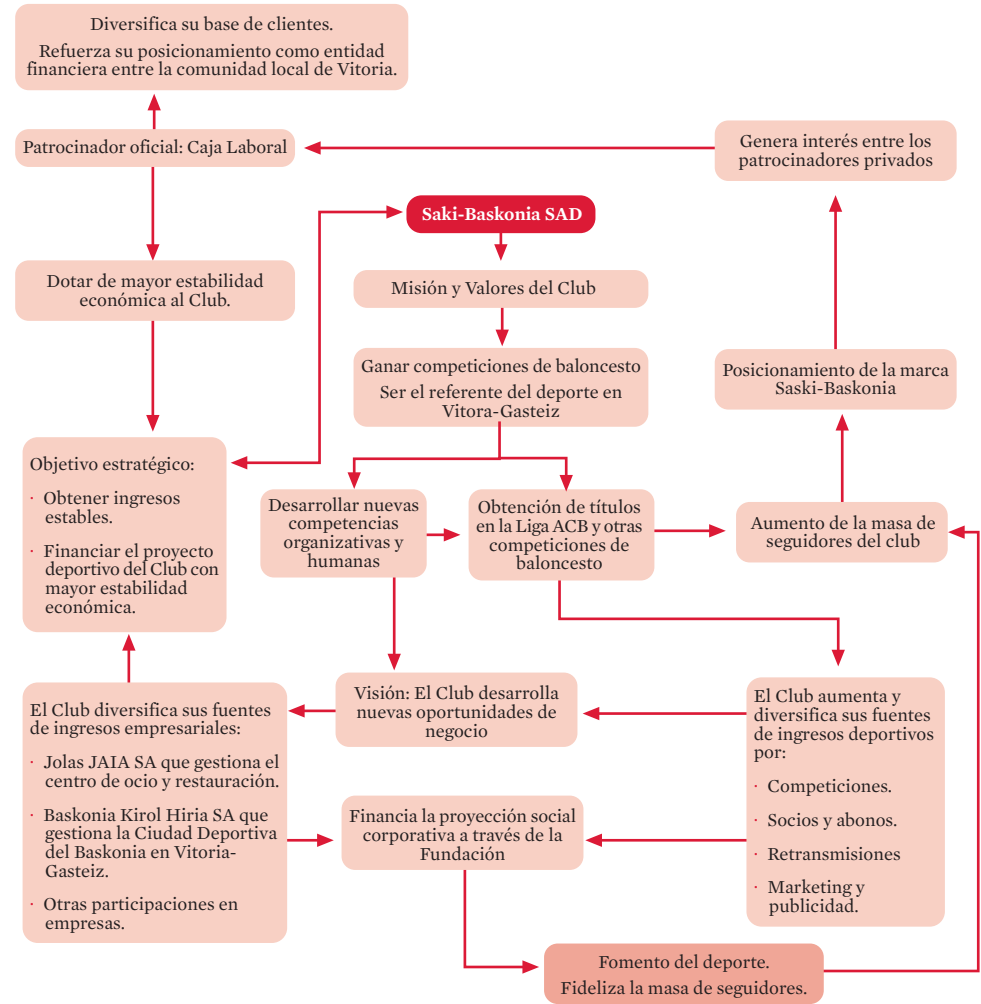 Diversifica su base de clientes.
Refuerza su posicionamiento como entidad
financiera entre la comunidad local de Vitoria.
Patrocinador oficial: Caja Laboral
Genera interés entre los
patrocinadores privados
Saki-Baskonia SAD
Dotar de mayor estabilidad
económica al Club.
Misión y Valores del Club
Ganar competiciones de baloncesto
Ser el referente del deporte en
Vitora-Gasteiz
Posicionamiento de la marca
Saski-Baskonia
Objetivo estratégico:
· Obtener ingresos
estables.
· Financiar el proyecto
deportivo del Club con
mayor estabilidad
económica.
Desarrollar nuevas
competencias
organizativas y
humanas
Obtención de títulos
en la Liga ACB y otras
competiciones de
baloncesto
Aumento de la masa de
seguidores del club
El Club diversifica sus fuentes
de ingresos empresariales:
· Jolas JAIA SA que gestiona el
centro de ocio y restauración.
· Baskonia Kirol Hiria SA que
gestiona la Ciudad Deportiva
del Baskonia en Vitoria-
Gasteiz.
· Otras participaciones en
empresas.
Visión: El Club desarrolla
nuevas oportunidades de
negocio
El Club aumenta y
diversifica sus fuentes
de ingresos deportivos
por:
· Competiciones.
· Socios y abonos.
· Retransmisiones
· Marketing y
publicidad.
Financia la proyección social
corporativa a través de la
Fundación
Fomento del deporte.
Fideliza la masa de seguidores.